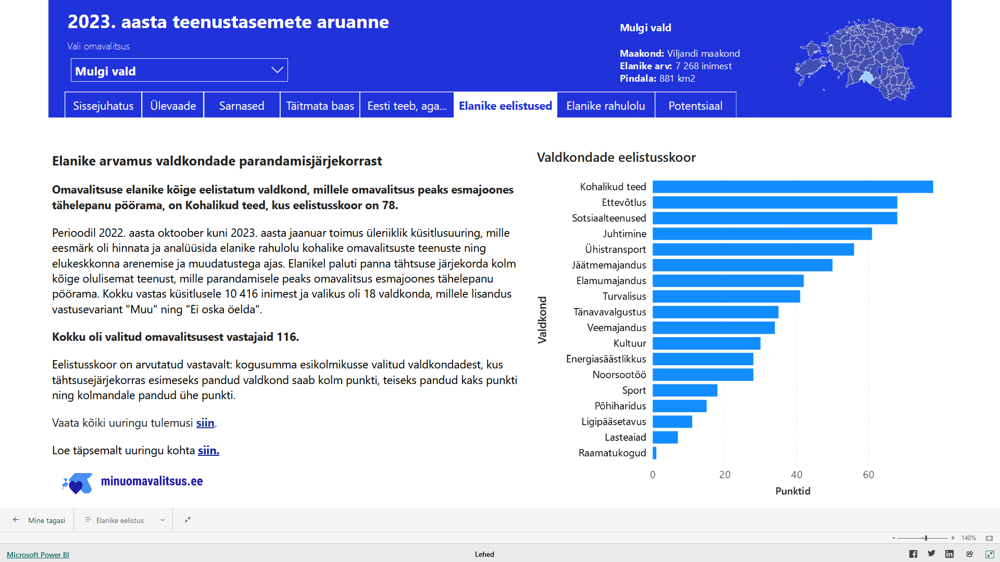 2023. aasta teenustasemete aruanne
Vali omavalitsus
Mulgi vald
Mulgi vald
Maakond: Viljandi maakond
Elanike arv: 7 268 inimest
Pindala: 881 km2
Sissejuhatus
Ülevaade
Sarnased
Täitmata baas
Eesti teeb, aga...
Elanike eelistused
Elanike rahulolu
Potentsiaal
Elanike arvamus valdkondade parandamisjärjekorrast
Omavalitsuse elanike kõige eelistatum valdkond, millele omavalitsus peaks esmajoones
tähelepanu pöörama, on Kohalikud teed, kus eelistusskoor on 78.
Perioodil 2022. aasta oktoober kuni 2023. aasta jaanuar toimus üleriiklik küsitlusuuring, mille
eesmärk oli hinnata ja analüüsida elanike rahulolu kohalike omavalitsuste teenuste ning
elukeskkonna arenemise ja muudatustega ajas. Elanikel paluti panna tähtsuse järjekorda kolm
kõige olulisemat teenust, mille parandamisele peaks omavalitsus esmajoones tähelepanu
pöörama. Kokku vastas küsitlusele 10 416 inimest ja valikus oli 18 valdkonda, millele lisandus
vastusevariant "Muu" ning "Ei oska öelda".
Kokku oli valitud omavalitsusest vastajaid 116.
Eelistusskoor on arvutatud vastavalt: kogusumma esikolmikusse valitud valdkondadest, kus
tähtsusejärjekorras esimeseks pandud valdkond saab kolm punkti, teiseks pandud kaks punkti
ning kolmandale pandud ühe punkti.
Vaata kõiki uuringu tulemusi siin.
Loe täpsemalt uuringu kohta siin.
minuomavalitsus.ee
Valdkondade eelistusskoor
Valdkond
Kohalikud teed
Ettevõtlus
Sotsiaalteenused
Juhtimine
Ühistransport
Jäätmemajandus
Elamumajandus
Turvalisus
Tänavavalgustus
Veemajandus
Kultuur
Energiasäästlikkus
Noorsootöö
Sport
Põhiharidus
Ligipääsetavus
Lasteaiad
Raamatukogud
0 20 40 60
Punktid
Mine tagasi
Elanike eelistus
- + 140%
Microsoft Power BI
Lehed